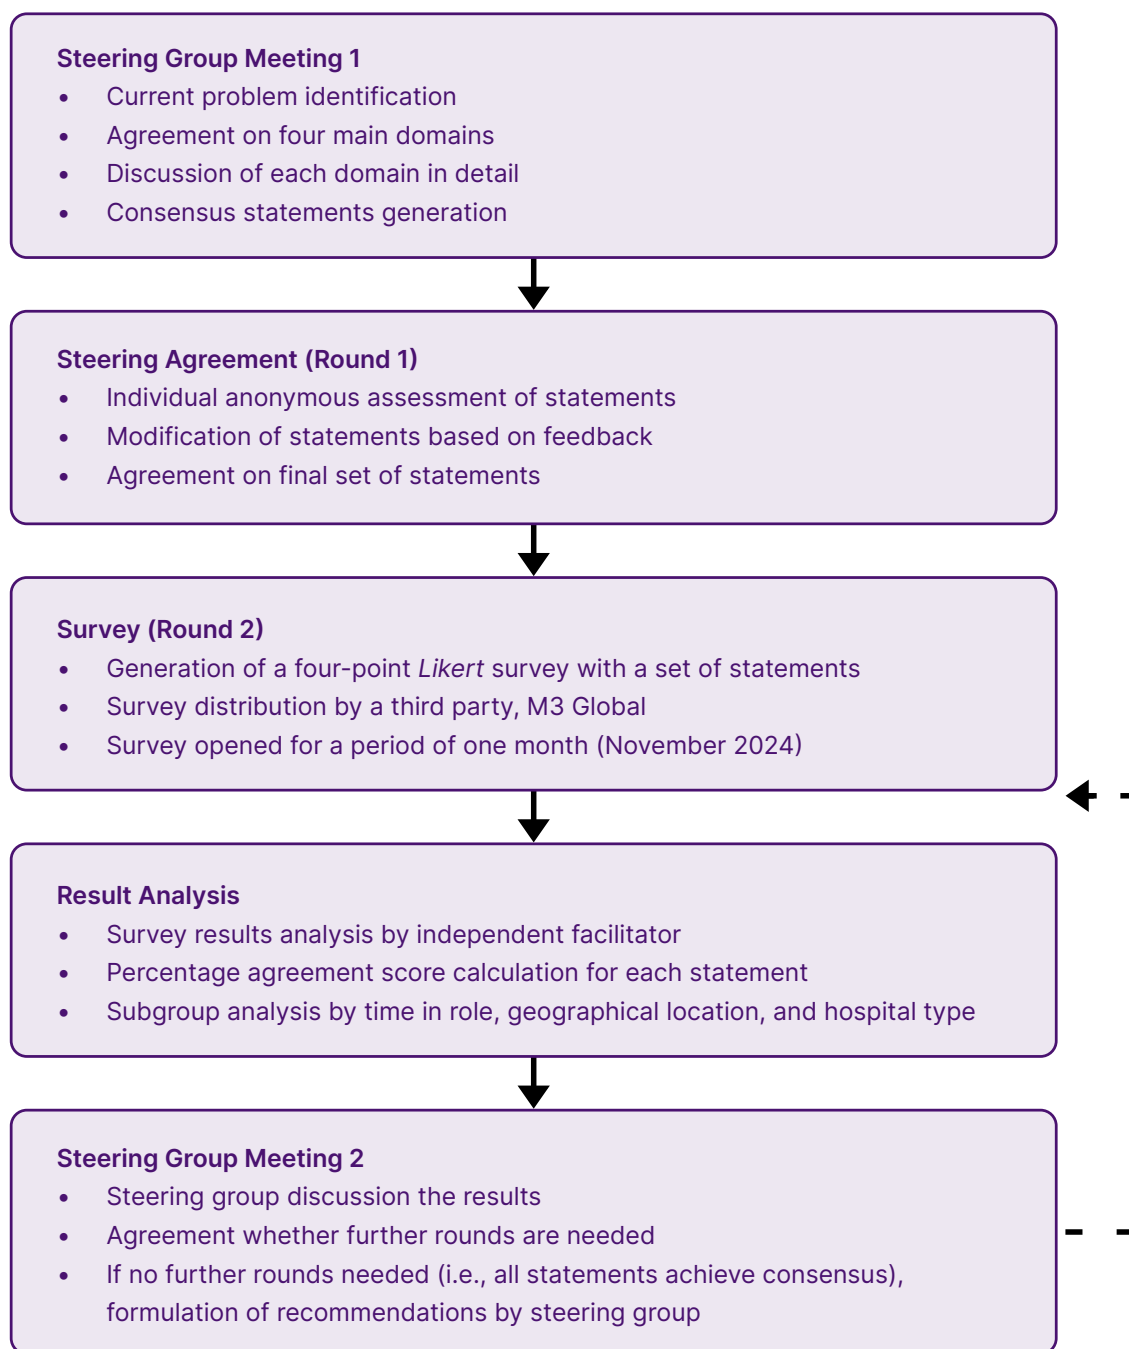 Steering Group Meeting 1
• Current problem identification
• Agreement on four main domains
• Discussion of each domain in detail
• Consensus statements generation
Steering Agreement (Round 1)
• Individual anonymous assessment of statements
• Modification of statements based on feedback
• Agreement on final set of statements
Survey (Round 2)
• Generation of a four-point Likert survey with a set of statements
• Survey distribution by a third party, M3 Global
• Survey opened for a period of one month (November 2024)
Result Analysis
• Survey results analysis by independent facilitator
• Percentage agreement score calculation for each statement
• Subgroup analysis by time in role, geographical location, and hospital type
Steering Group Meeting 2
• Steering group discussion the results
• Agreement whether further rounds are needed
• If no further rounds needed (i.e., all statements achieve consensus),
formulation of recommendations by steering group